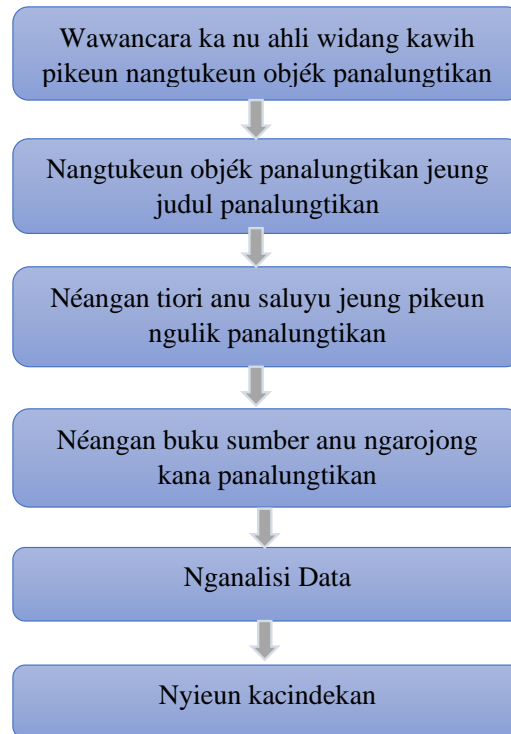 Wawancara ka nu ahli widang kawih
pikeun nangtukeun objék panalungtikan
Nangtukeun objék panalungtikan jeung
judul panalungtikan
Néangan tiori anu saluyu jeung pikeun
ngulik panalungtikan
Néangan buku sumber anu ngarojong
kana panalungtikan
Nganalisi Data
Nyieun kacindekan